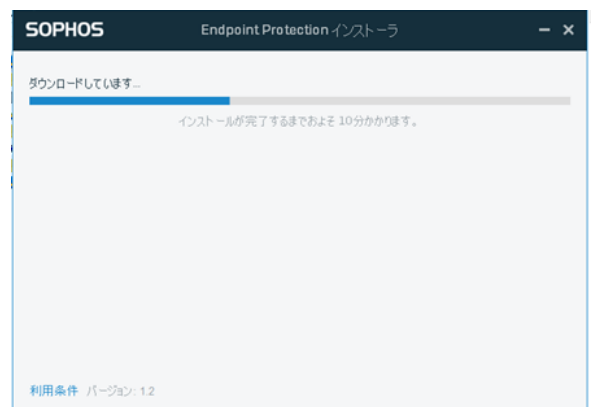 SOPHOS Endpoint Protection インストーラ
ダウンロードしています...
インストールが完了するまでおよそ 10分かかります。
利用条件 バージョン: 1.2